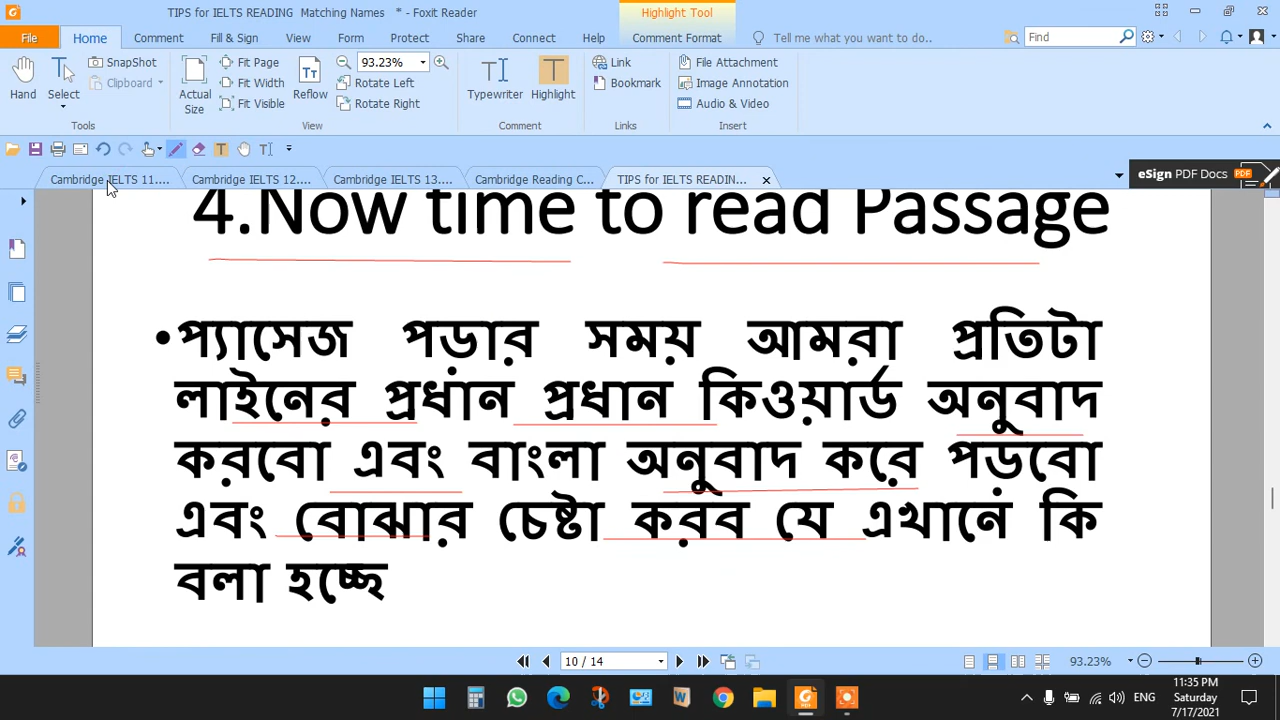 TIPS for IELTS READING   Matching Names   * - Foxit Reader
Highlight Tool
File Home Comment Fill & Sign View Form Protect Share Connect Help Comment Format Tell me what you want to do.. Find
Hand Select SnapShot Clipboard Actual Size Fit Page Fit Width Fit Visible Reflow 93.23% Rotate Left Rotate Right Typewriter Highlight Link Bookmark File Attachment Image Annotation Audio & Video
Tools View Comment Links Insert
Cambridge IELTS 11.... Cambridge IELTS 12.... Cambridge IELTS 13.... Cambridge Reading C... TIPS for IELTS READIN... eSign PDF Docs PDF
4.Now time to read Passage
•প্যাসেজ পড়ার সময় আমরা প্রতিটা
লাইনের প্রধান প্রধান কিওয়ার্ড অনুবাদ
করবো এবং বাংলা অনুবাদ করে পড়বো
এবং বোঝার চেষ্টা করব যে এখানে কি
বলা হচ্ছে
10 / 14 93.23%
11:35 PM
ENG Saturday
7/17/2021